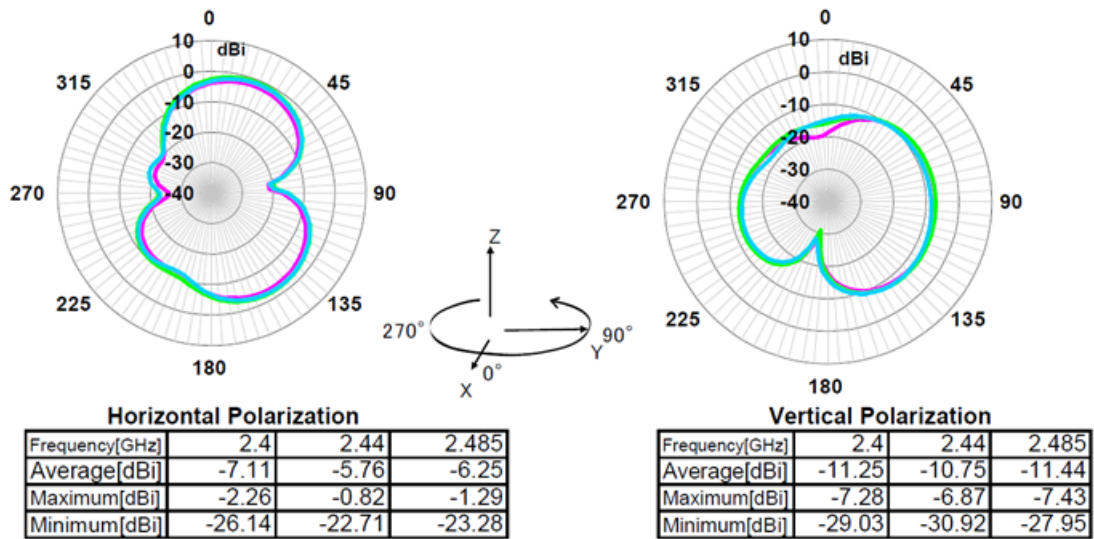 0
10
dBi
0
-10
-20
-30
-40
45
90
135
180
225
270
315
0
10
dBi
0
-10
-20
-30
-40
45
90
135
180
225
270
315
Z
270°
90°
Y
0°
X
Horizontal Polarization
Frequency[GHz] 2.4 2.44 2.485
Average[dBi] -7.11 -5.76 -6.25
Maximum[dBi] -2.26 -0.82 -1.29
Minimum[dBi] -26.14 -22.71 -23.28
Vertical Polarization
Frequency[GHz] 2.4 2.44 2.485
Average[dBi] -11.25 -10.75 -11.44
Maximum[dBi] -7.28 -6.87 -7.43
Minimum[dBi] -29.03 -30.92 -27.95